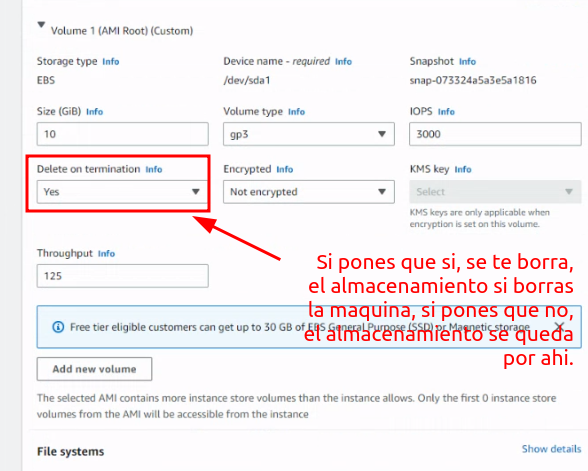 Volume 1 (AMI Root) (Custom)
Storage type Info
Device name - required Info
Snapshot Info
EBS
/dev/sda1
snap-073324a5a3e5a1816
Size (GiB) Info
Volume type Info
IOPS Info
10
gp3
3000
Delete on termination Info
Encrypted Info
KMS key Info
Yes
Not encrypted
Select
KMS keys are only applicable when
encryption is set on this volume.
Throughput Info
125
Si pones que si, se te borra,
el almacenamiento si borras
la maquina, si pones que no,
el almacenamiento se queda
por ahi.
Free tier eligible customers can get up to 30 GB of EBS General Purpose (SSD) or Magnetic storage
Add new volume
The selected AMI contains more instance store volumes than the instance allows. Only the first 0 instance store
volumes from the AMI will be accessible from the instance
File systems
Show details